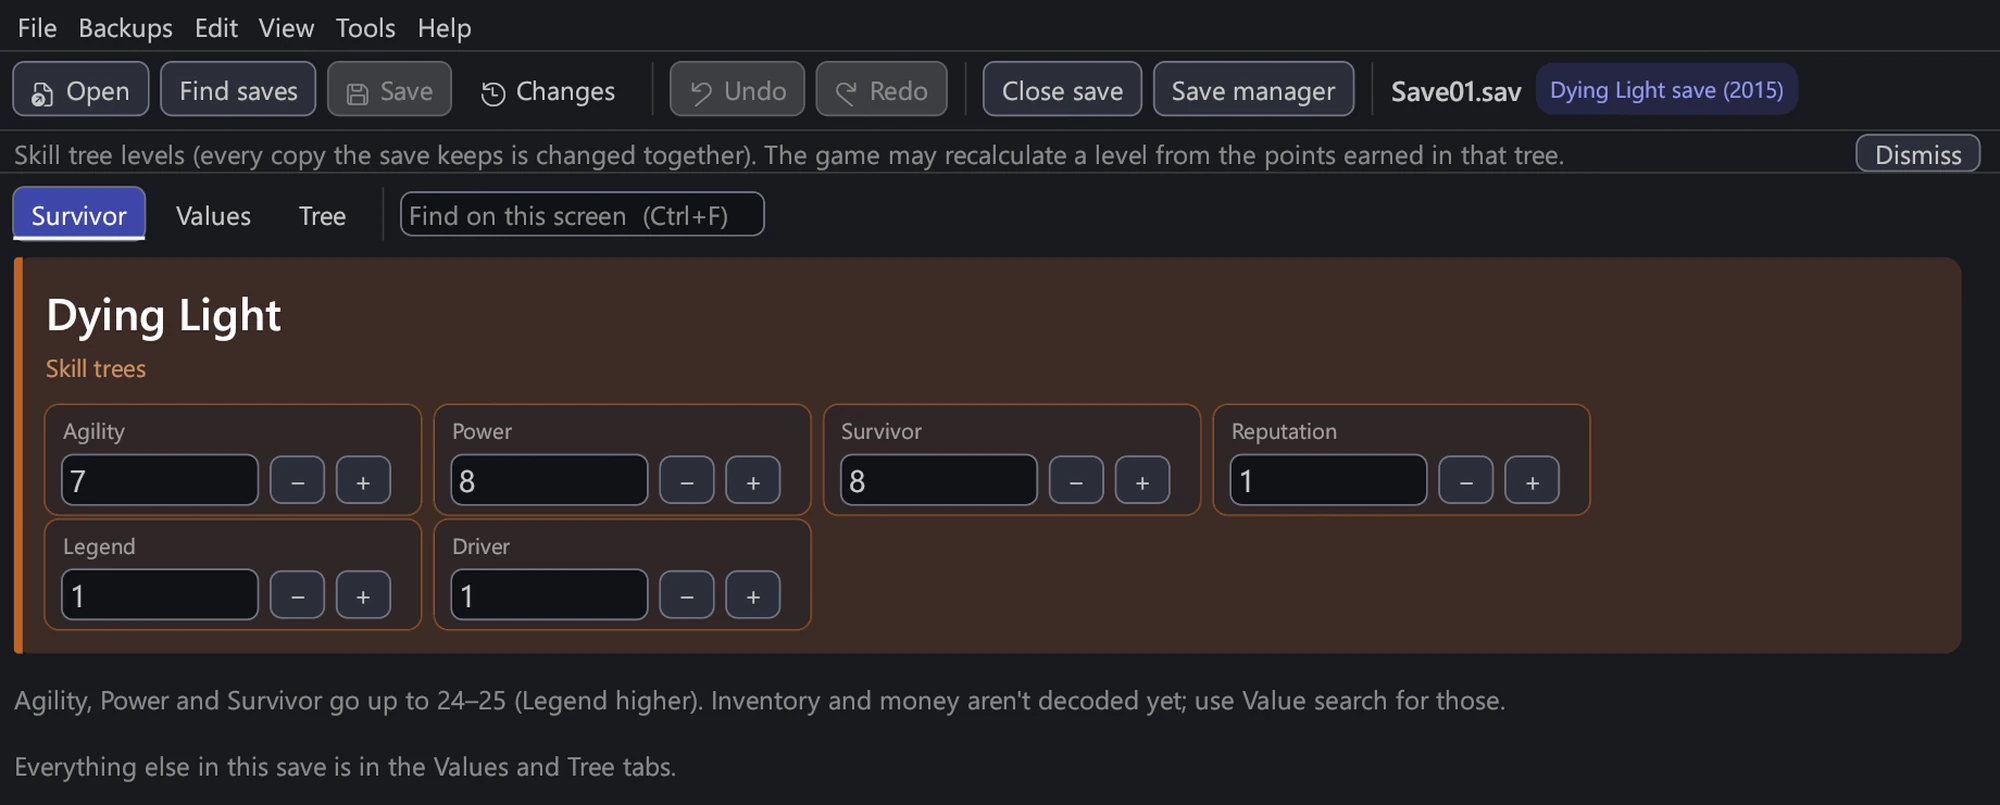 File Backups Edit View Tools Help
Open Find saves Save Changes Undo Redo Close save Save manager Save01.sav Dying Light save (2015)
Skill tree levels (every copy the save keeps is changed together). The game may recalculate a level from the points earned in that tree. Dismiss
Survivor Values Tree Find on this screen (Ctrl+F)
Dying Light
Skill trees
Agility Power Survivor Reputation
7 – + 8 – + 8 – + 1 – +
Legend Driver
1 – + 1 – +
Agility, Power and Survivor go up to 24–25 (Legend higher). Inventory and money aren't decoded yet; use Value search for those.
Everything else in this save is in the Values and Tree tabs.